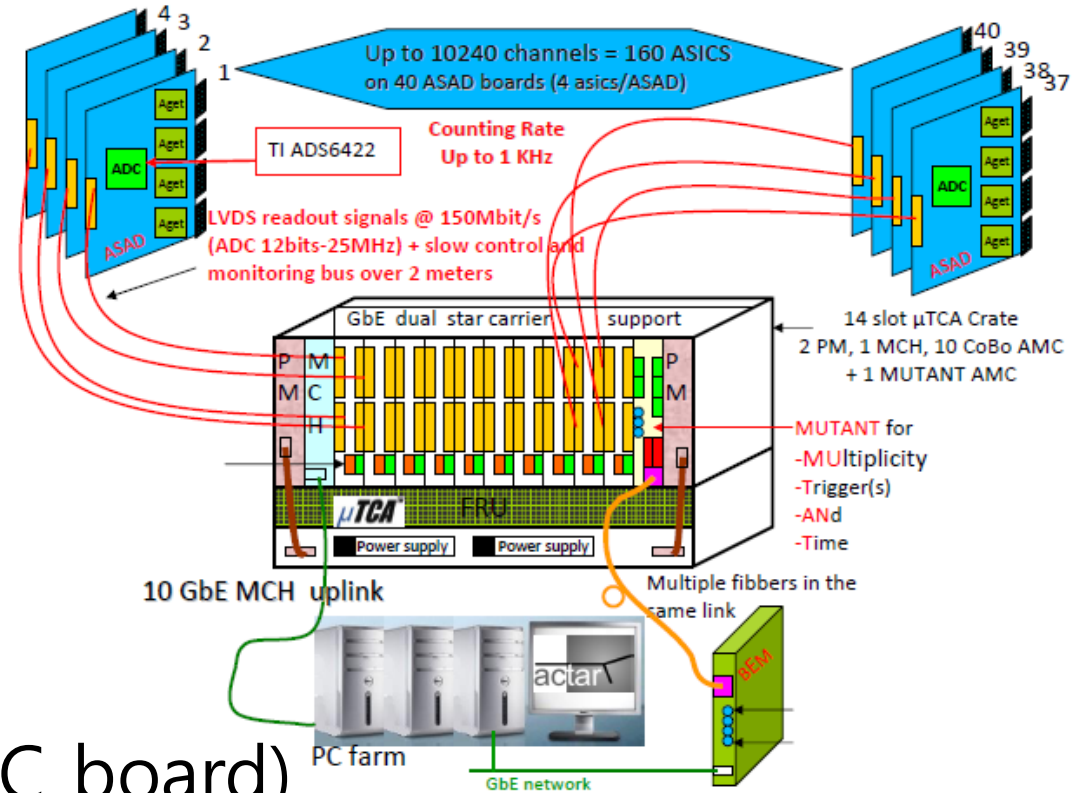 4
3
2
1
Up to 10240 channels = 160 ASICS
on 40 ASAD boards (4 asics/ASAD)
40
39
38
37
Aget
Aget
Aget
Aget
ADC
ASAD
TI ADS6422
Counting Rate
Up to 1 KHz
Aget
Aget
Aget
Aget
ADC
ASAD
LVDS readout signals @ 150Mbit/s
(ADC 12bits-25MHz) + slow control and
monitoring bus over 2 meters
GbE dual star carrier support
14 slot µTCA Crate
2 PM, 1 MCH, 10 CoBo AMC
+ 1 MUTANT AMC
P
M
M
C
H
P
M
MUTANT for
-MUltiplicity
-Trigger(s)
-ANd
-Time
µTCA
FRU
Power supply
Power supply
10 GbE MCH uplink
Multiple fibbers in the
same link
BEM
actar
C board)
PC farm
GbE network